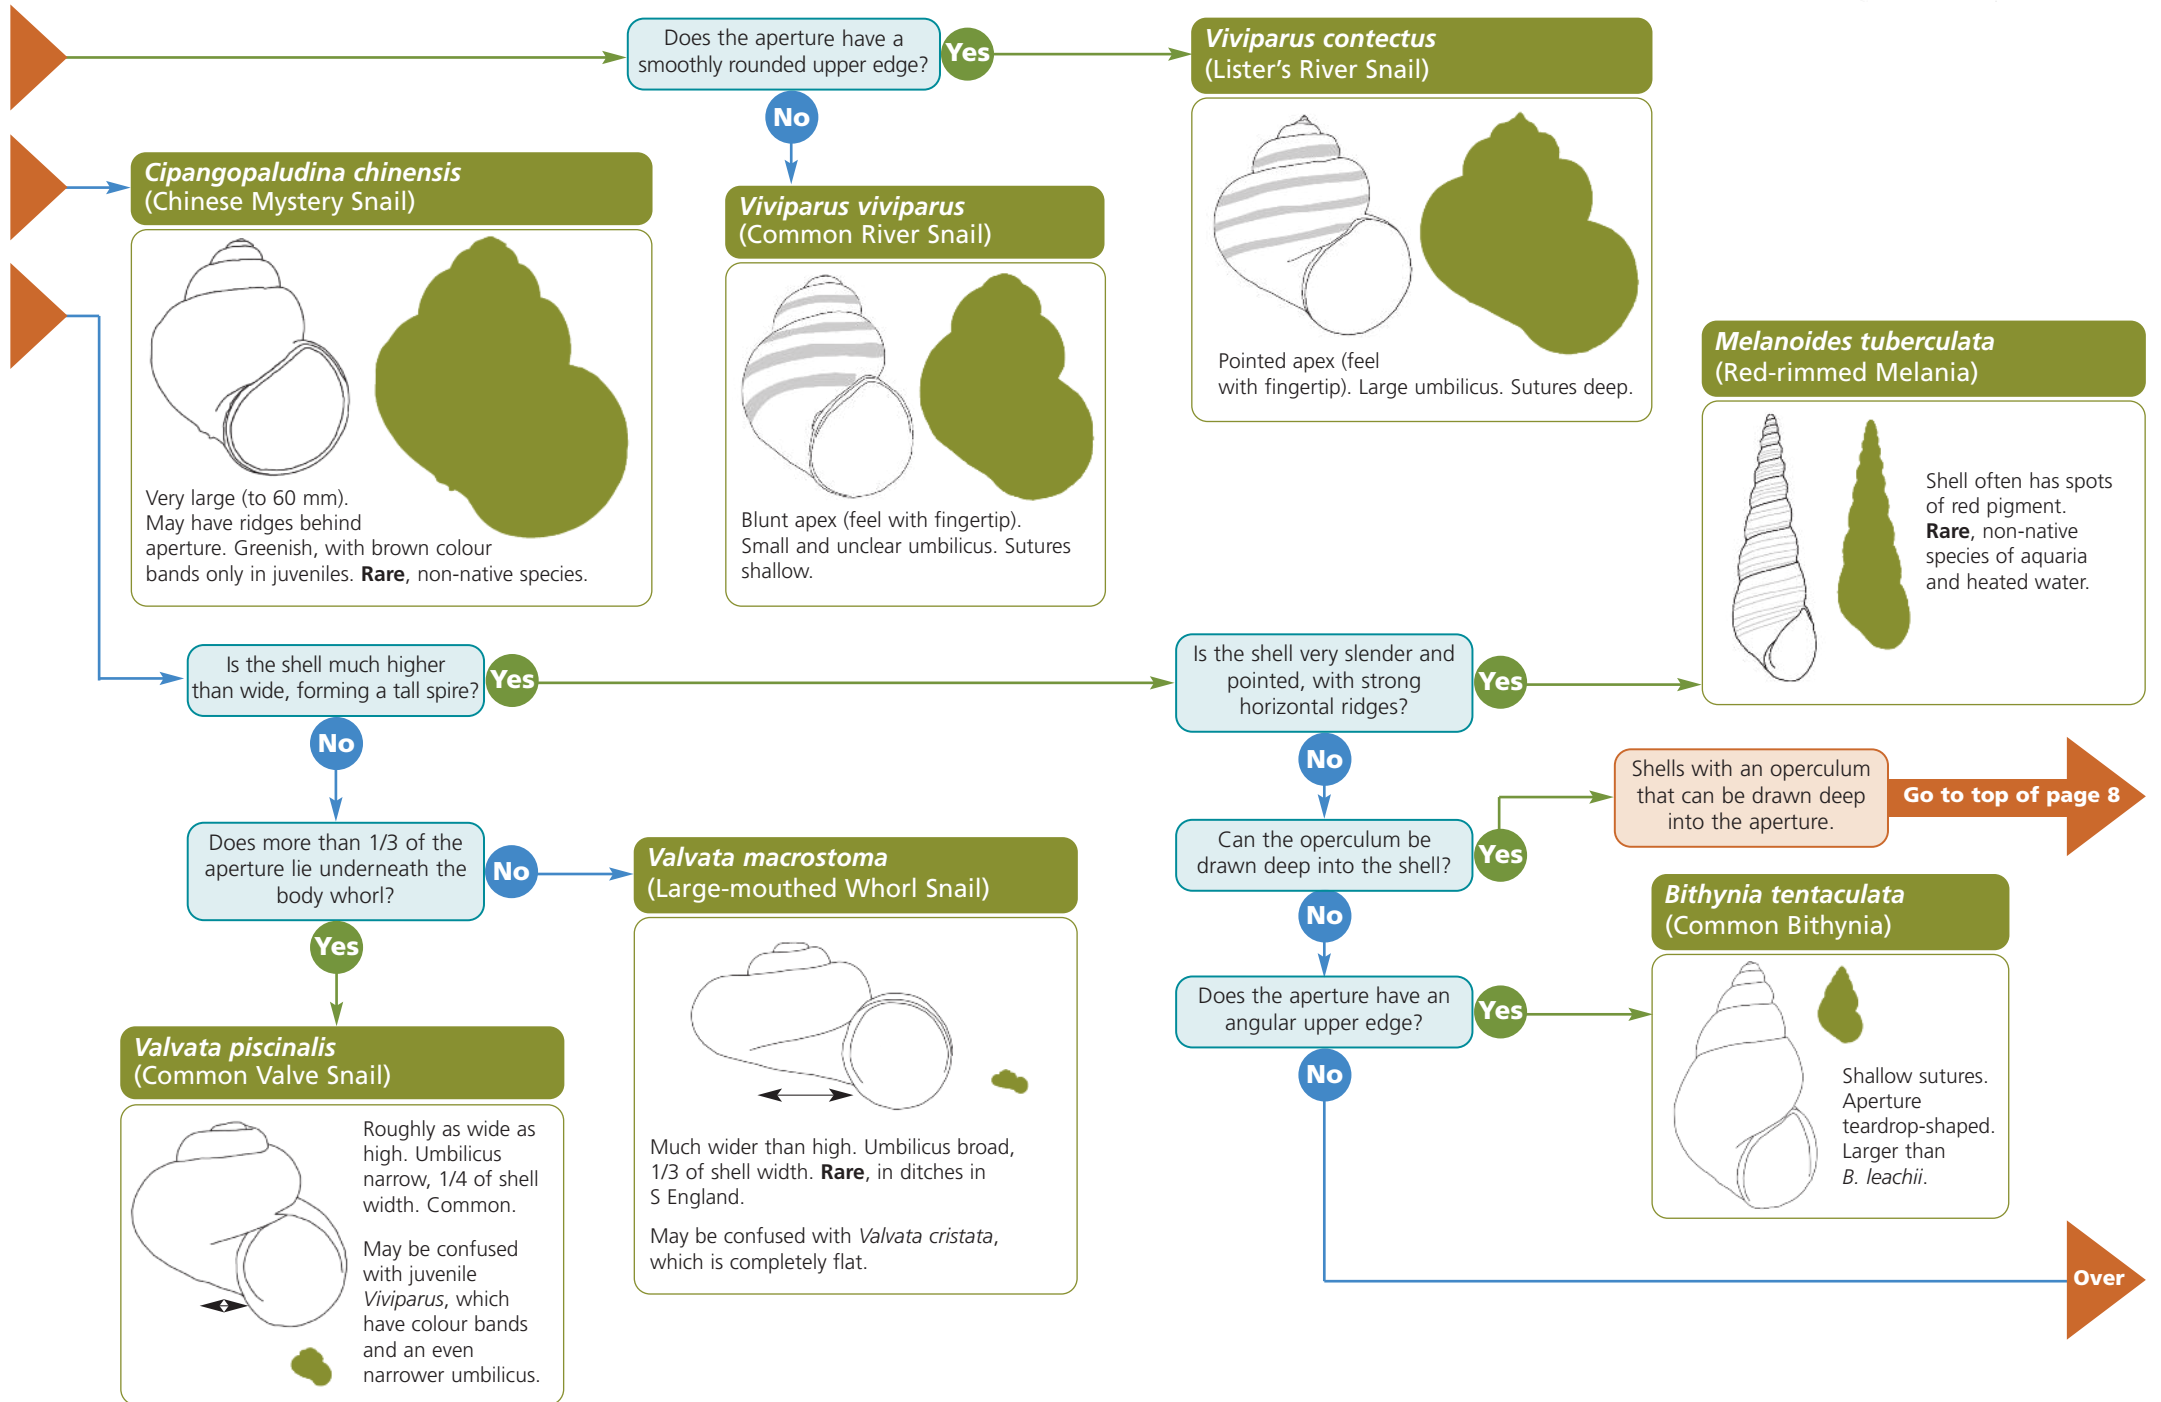 Does the aperture have a
smoothly rounded upper edge?
Yes
No
Viviparus contectus
(Lister's River Snail)
Pointed apex (feel
with fingertip). Large umbilicus. Sutures deep.
Cipangopaludina chinensis
(Chinese Mystery Snail)
Very large (to 60 mm).
May have ridges behind
aperture. Greenish, with brown colour
bands only in juveniles. Rare, non-native species.
Viviparus viviparus
(Common River Snail)
Blunt apex (feel with fingertip).
Small and unclear umbilicus. Sutures
shallow.
Melanoides tuberculata
(Red-rimmed Melania)
Shell often has spots
of red pigment.
Rare, non-native
species of aquaria
and heated water.
Is the shell much higher
than wide, forming a tall spire?
Yes
No
Is the shell very slender and
pointed, with strong
horizontal ridges?
Yes
No
Does more than 1/3 of the
aperture lie underneath the
body whorl?
No
Yes
Valvata macrostoma
(Large-mouthed Whorl Snail)
Much wider than high. Umbilicus broad,
1/3 of shell width. Rare, in ditches in
S England.
May be confused with Valvata cristata,
which is completely flat.
Can the operculum be
drawn deep into the shell?
Yes
No
Shells with an operculum
that can be drawn deep
into the aperture.
Go to top of page 8
Does the aperture have an
angular upper edge?
Yes
No
Bithynia tentaculata
(Common Bithynia)
Shallow sutures.
Aperture
teardrop-shaped.
Larger than
B. leachii.
Valvata piscinalis
(Common Valve Snail)
Roughly as wide as
high. Umbilicus
narrow, 1/4 of shell
width. Common.
May be confused
with juvenile
Viviparus, which
have colour bands
and an even
narrower umbilicus.
Over